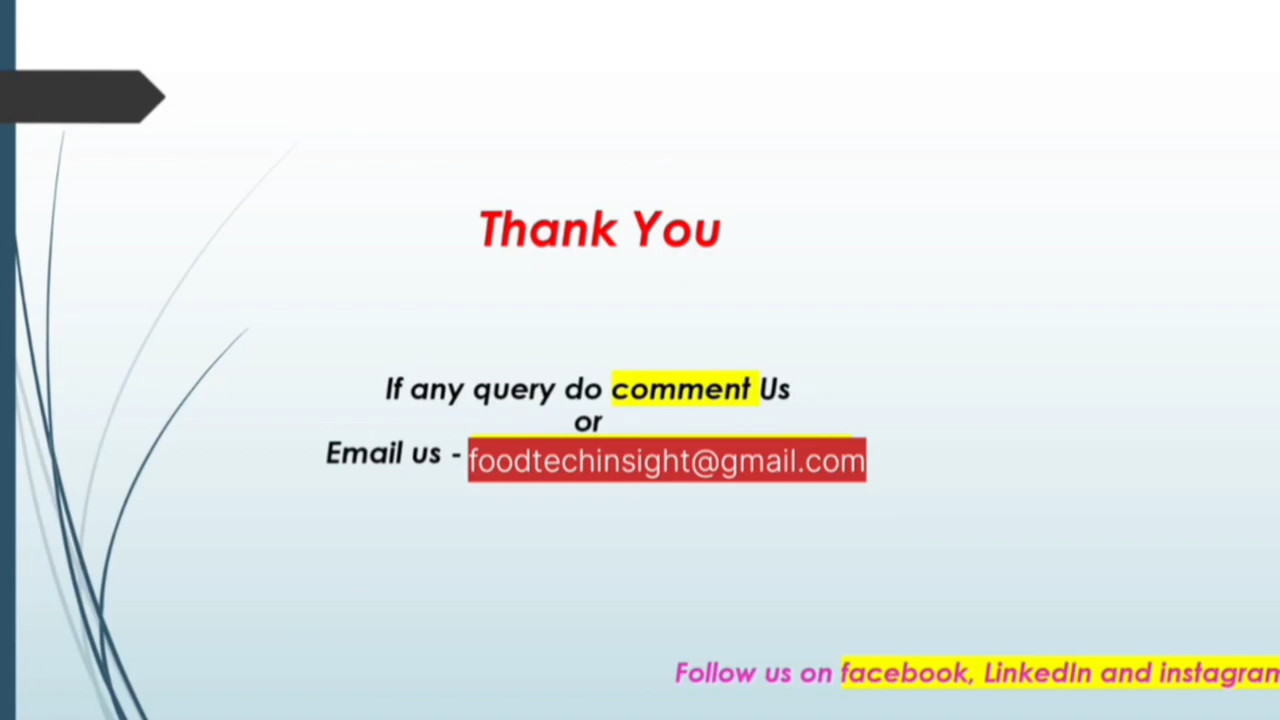 Thank You
If any query do comment Us
or
Email us - foodtechinsight@gmail.com
Follow us on facebook, LinkedIn and instagram